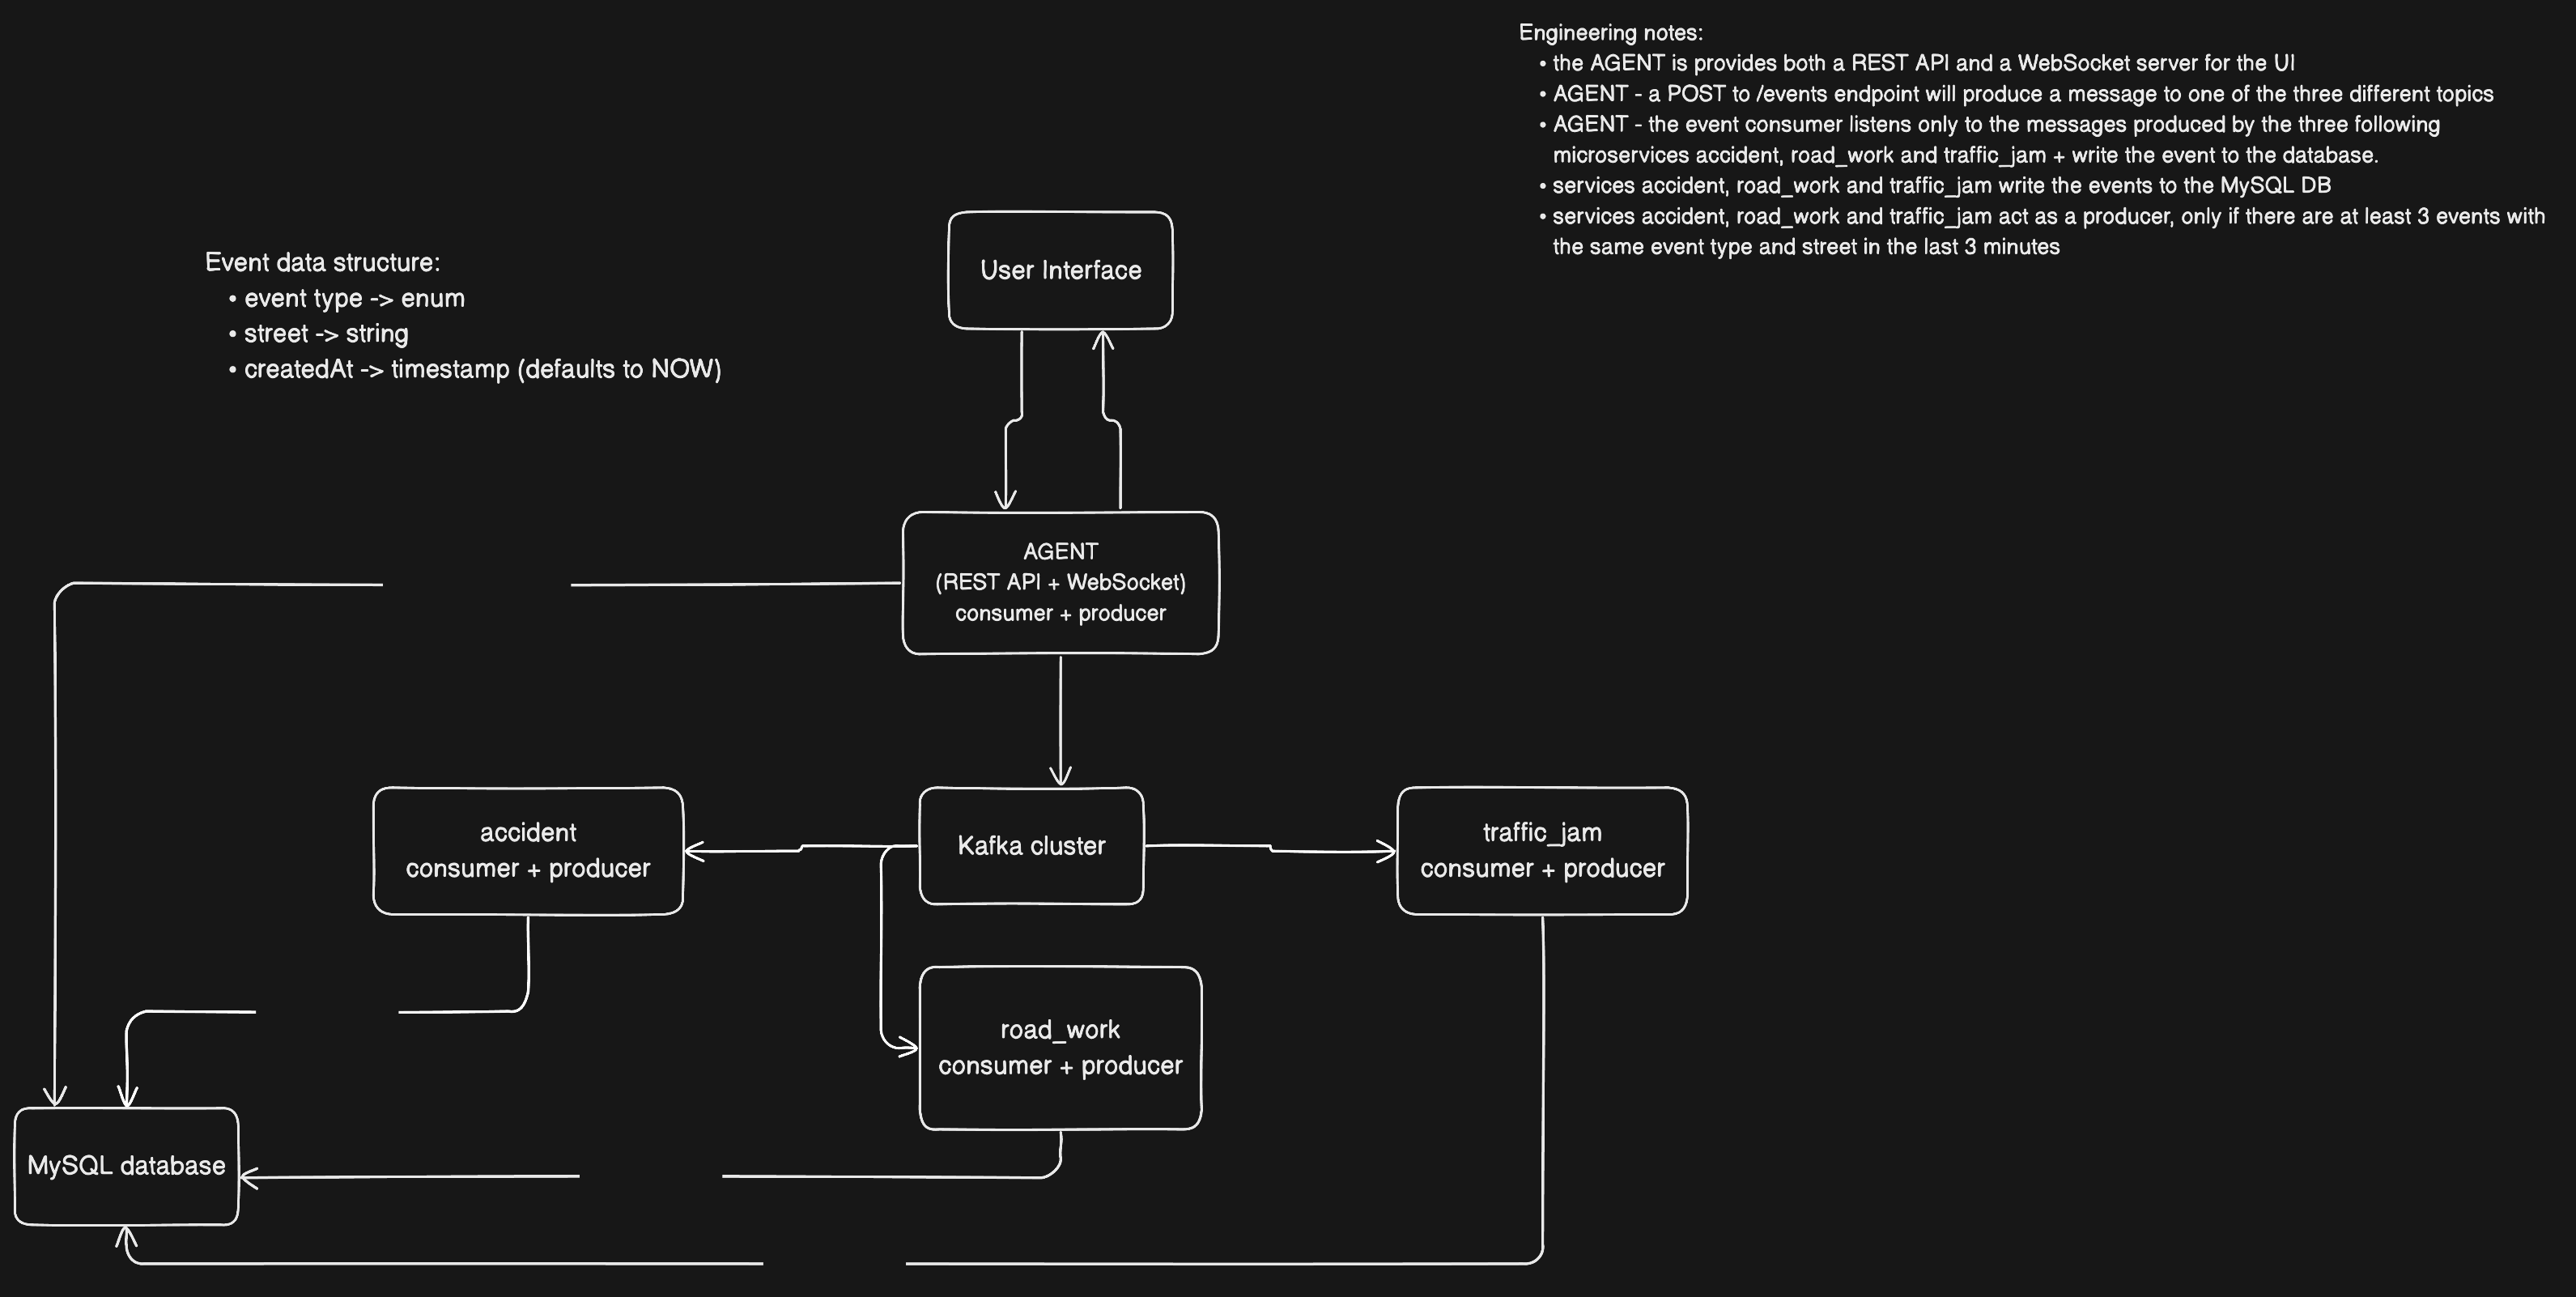 Engineering notes:
• the AGENT is provides both a REST API and a WebSocket server for the UI
• AGENT - a POST to /events endpoint will produce a message to one of the three different topics
• AGENT - the event consumer listens only to the messages produced by the three following
microservices accident, road_work and traffic_jam + write the event to the database.
• services accident, road_work and traffic_jam write the events to the MySQL DB
• services accident, road_work and traffic_jam act as a producer, only if there are at least 3 events with
the same event type and street in the last 3 minutes
Event data structure:
• event type -> enum
• street -> string
• createdAt -> timestamp (defaults to NOW)
User Interface
AGENT
(REST API + WebSocket)
consumer + producer
accident
consumer + producer
Kafka cluster
traffic_jam
consumer + producer
road_work
consumer + producer
MySQL database